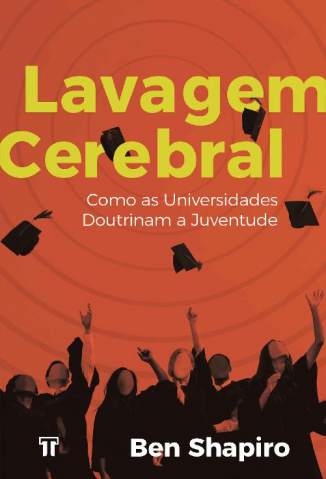 Lavagem
Cerebral
Como as Universidades
Doutrinam a Juventude
Ben Shapiro